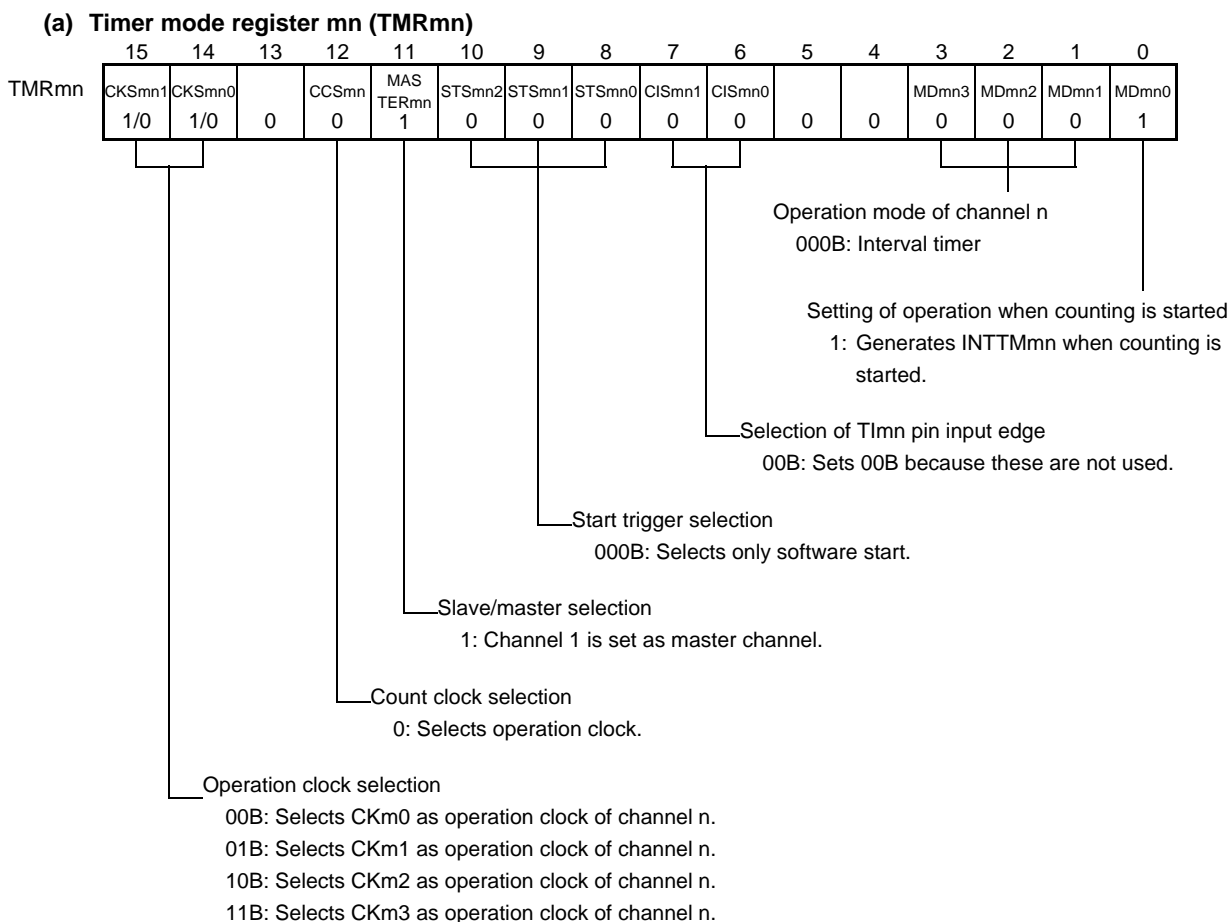 (a) Timer mode register mn (TMRmn)
15 14 13 12 11 10 9 8 7 6 5 4 3 2 1 0
TMRmn CKSmn1 CKSmn0 CCSmn MAS TERmn STSmn2 STSmn1 STSmn0 CISmn1 CISmn0 MDmn3 MDmn2 MDmn1 MDmn0
1/0 1/0 0 0 1 0 0 0 0 0 0 0 0 0 0 1
Operation mode of channel n
000B: Interval timer
Setting of operation when counting is started
1: Generates INTTMmn when counting is
started.
Selection of TImn pin input edge
00B: Sets 00B because these are not used.
Start trigger selection
000B: Selects only software start.
Slave/master selection
1: Channel 1 is set as master channel.
Count clock selection
0: Selects operation clock.
Operation clock selection
00B: Selects CKm0 as operation clock of channel n.
01B: Selects CKm1 as operation clock of channel n.
10B: Selects CKm2 as operation clock of channel n.
11B: Selects CKm3 as operation clock of channel n.